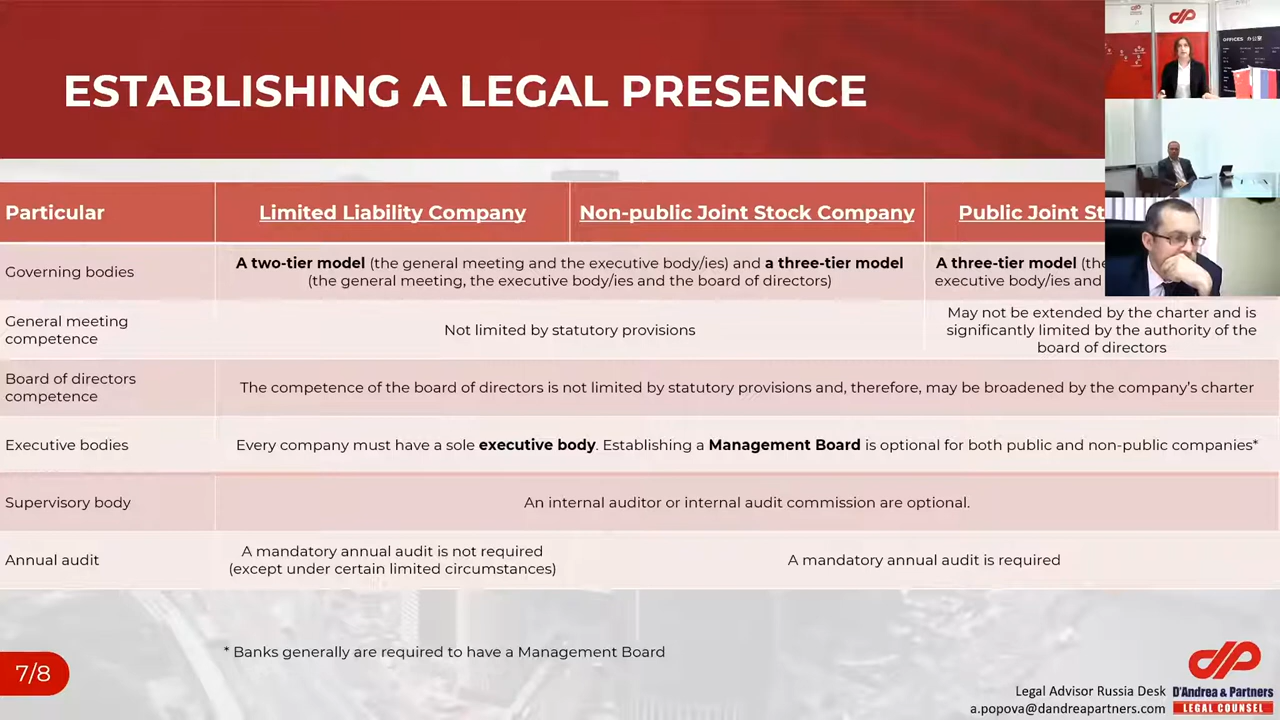 ESTABLISHING A LEGAL PRESENCE
OFFICES 办公室
Particular
Limited Liability Company
Non-public Joint Stock Company
Public Joint St
Governing bodies
A two-tier model (the general meeting and the executive body/ies) and a three-tier model
(the general meeting, the executive body/ies and the board of directors)
A three-tier model (the
executive body/ies and
General meeting
competence
Not limited by statutory provisions
May not be extended by the charter and is
significantly limited by the authority of the
board of directors
Board of directors
competence
The competence of the board of directors is not limited by statutory provisions and, therefore, may be broadened by the company's charter
Executive bodies
Every company must have a sole executive body. Establishing a Management Board is optional for both public and non-public companies*
Supervisory body
An internal auditor or internal audit commission are optional.
Annual audit
A mandatory annual audit is not required
(except under certain limited circumstances)
A mandatory annual audit is required
* Banks generally are required to have a Management Board
7/8
Legal Advisor Russia Desk
a.popova@dandreapartners.com
D'Andrea & Partners
LEGAL COUNSEL